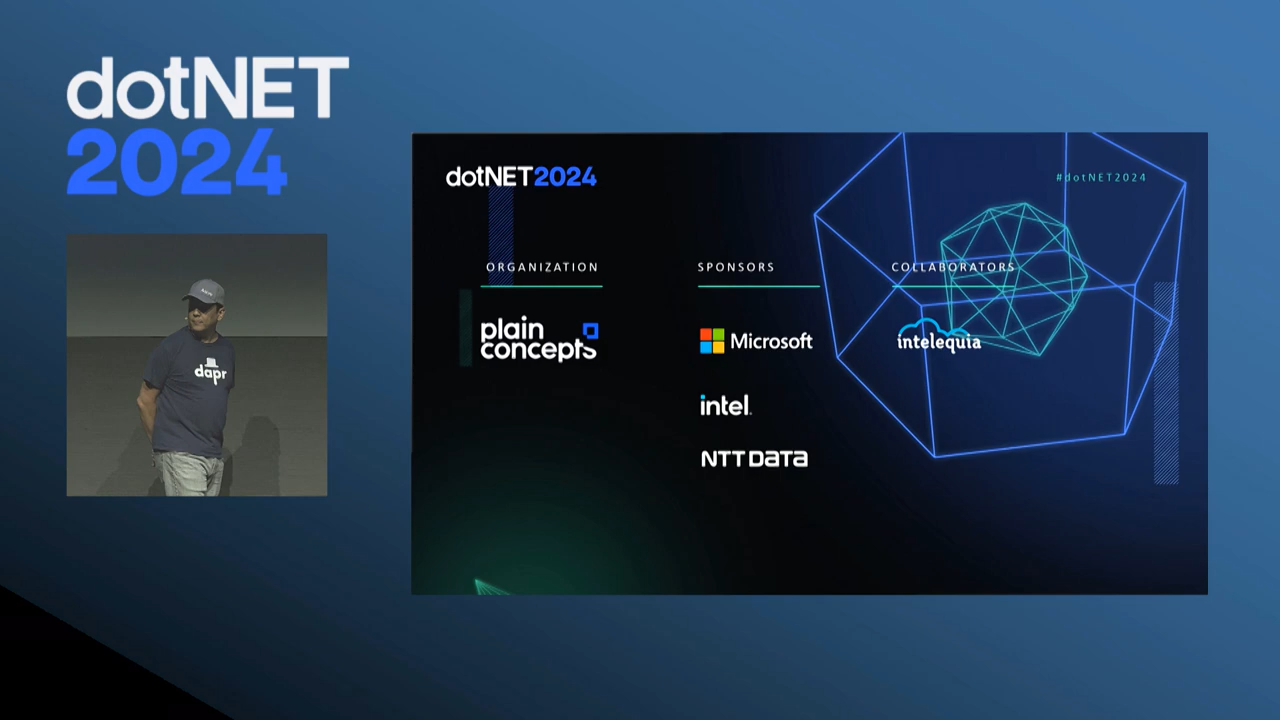 dotNET
2024
dapr
dotNET2024
#dotNET2024
ORGANIZATION
SPONSORS
COLLABORATORS
plain
concepts
Microsoft
intelequia
intel.
NTT DATA